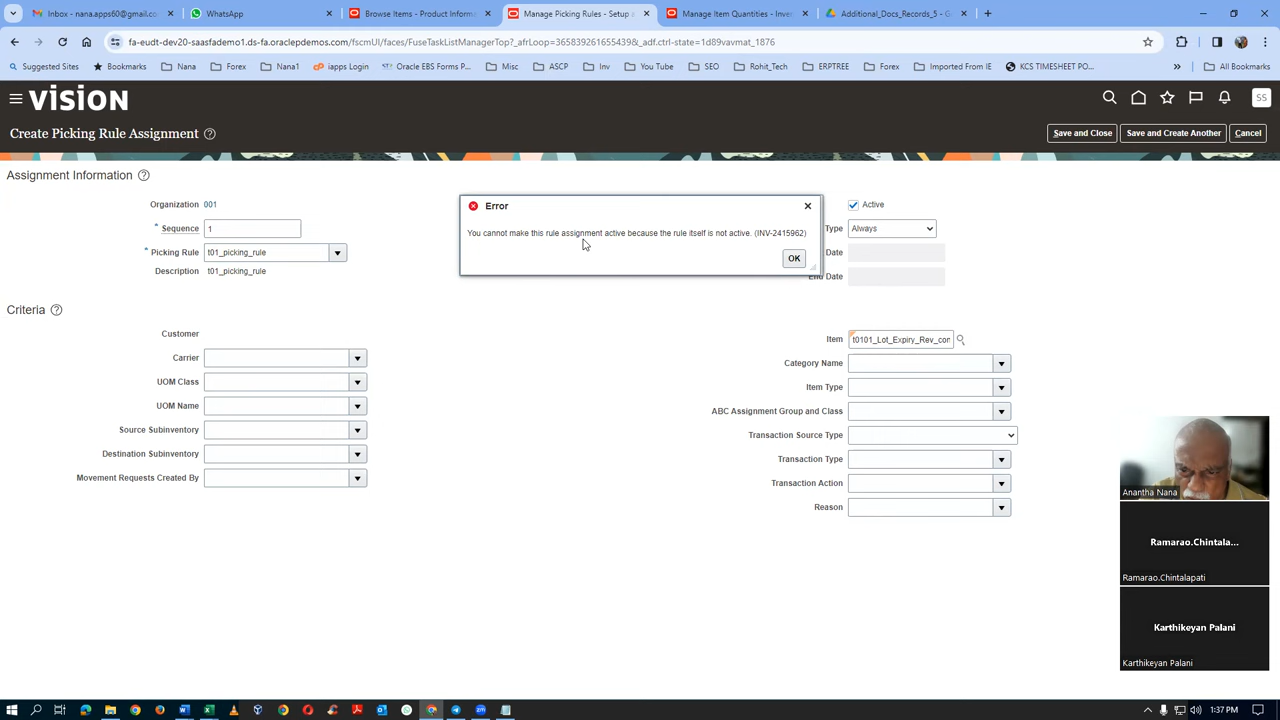 Inbox - nana.apps60@gmail.co
WhatsApp
Browse Items - Product Informa
Manage Picking Rules - Setup a
Manage Item Quantities - Inven
Additional_Docs_Records_5 - G
fa-eudt-dev20-saasfademo1.ds-fa.oraclepdemos.com/fscmUI/faces/FuseTaskListManagerTop?_afrLoop=365839261655439&_adf.ctrl-state=1d89vavmat_1876
Suggested Sites
Bookmarks
Nana
Forex
Nana1
iapps Login
Oracle EBS Forms P...
Misc
ASCP
Inv
You Tube
SEO
Rohit_Tech
ERPTREE
Forex
Imported From IE
KCS TIMESHEET PO...
»
All Bookmarks
VISION
SS
Create Picking Rule Assignment
Save and Close
Save and Create Another
Cancel
Assignment Information
Organization 001
* Sequence 1
* Picking Rule t01_picking_rule
Description t01_picking_rule
Error
You cannot make this rule assignment active because the rule itself is not active. (INV-2415962)
OK
Active
Type Always
Date
End Date
Criteria
Customer
Carrier
UOM Class
UOM Name
Source Subinventory
Destination Subinventory
Movement Requests Created By
Item t0101_Lot_Expiry_Rev_con
Category Name
Item Type
ABC Assignment Group and Class
Transaction Source Type
Transaction Type
Transaction Action
Reason
Anantha Nana
Ramarao.Chintala...
Ramarao.Chintalapati
Karthikeyan Palani
Karthikeyan Palani
1:37 PM